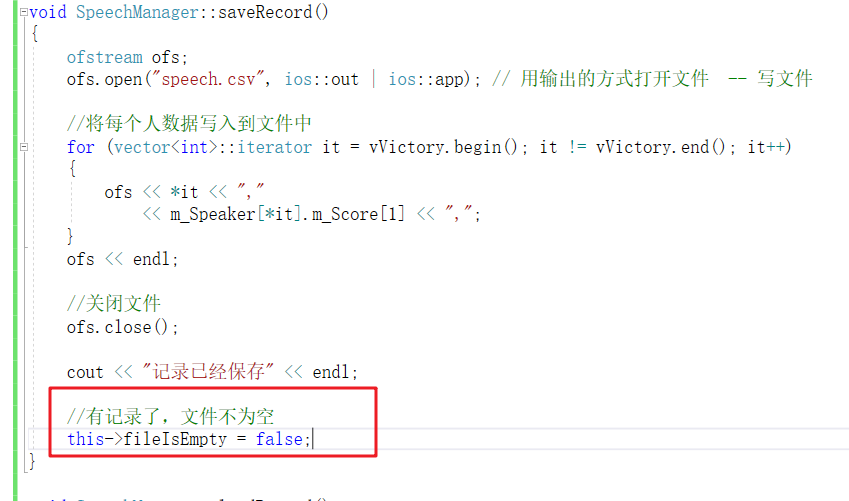 void SpeechManager::saveRecord()
{
ofstream ofs;
ofs.open("speech.csv", ios::out | ios::app); // 用输出的方式打开文件 -- 写文件
//将每个人数据写入到文件中
for (vector<int>::iterator it = vVictory.begin(); it != vVictory.end(); it++)
{
ofs << *it << ","
<< m_Speaker[*it].m_Score[1] << ",";
}
ofs << endl;
//关闭文件
ofs.close();
cout << "记录已经保存" << endl;
//有记录了，文件不为空
this->fileIsEmpty = false;
}